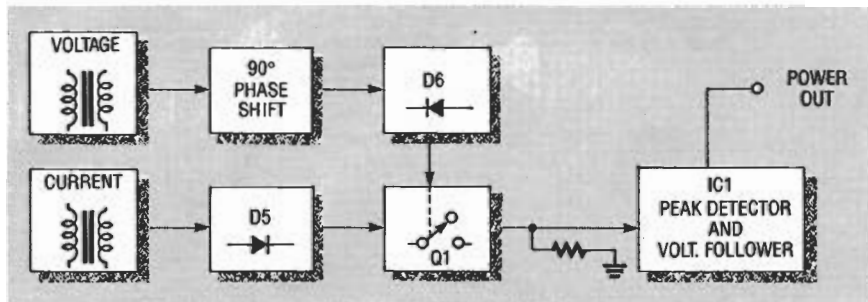 VOLTAGE
90°
PHASE
SHIFT
D6
POWER
OUT
CURRENT
D5
Q1
IC1
PEAK DETECTOR
AND
VOLT. FOLLOWER